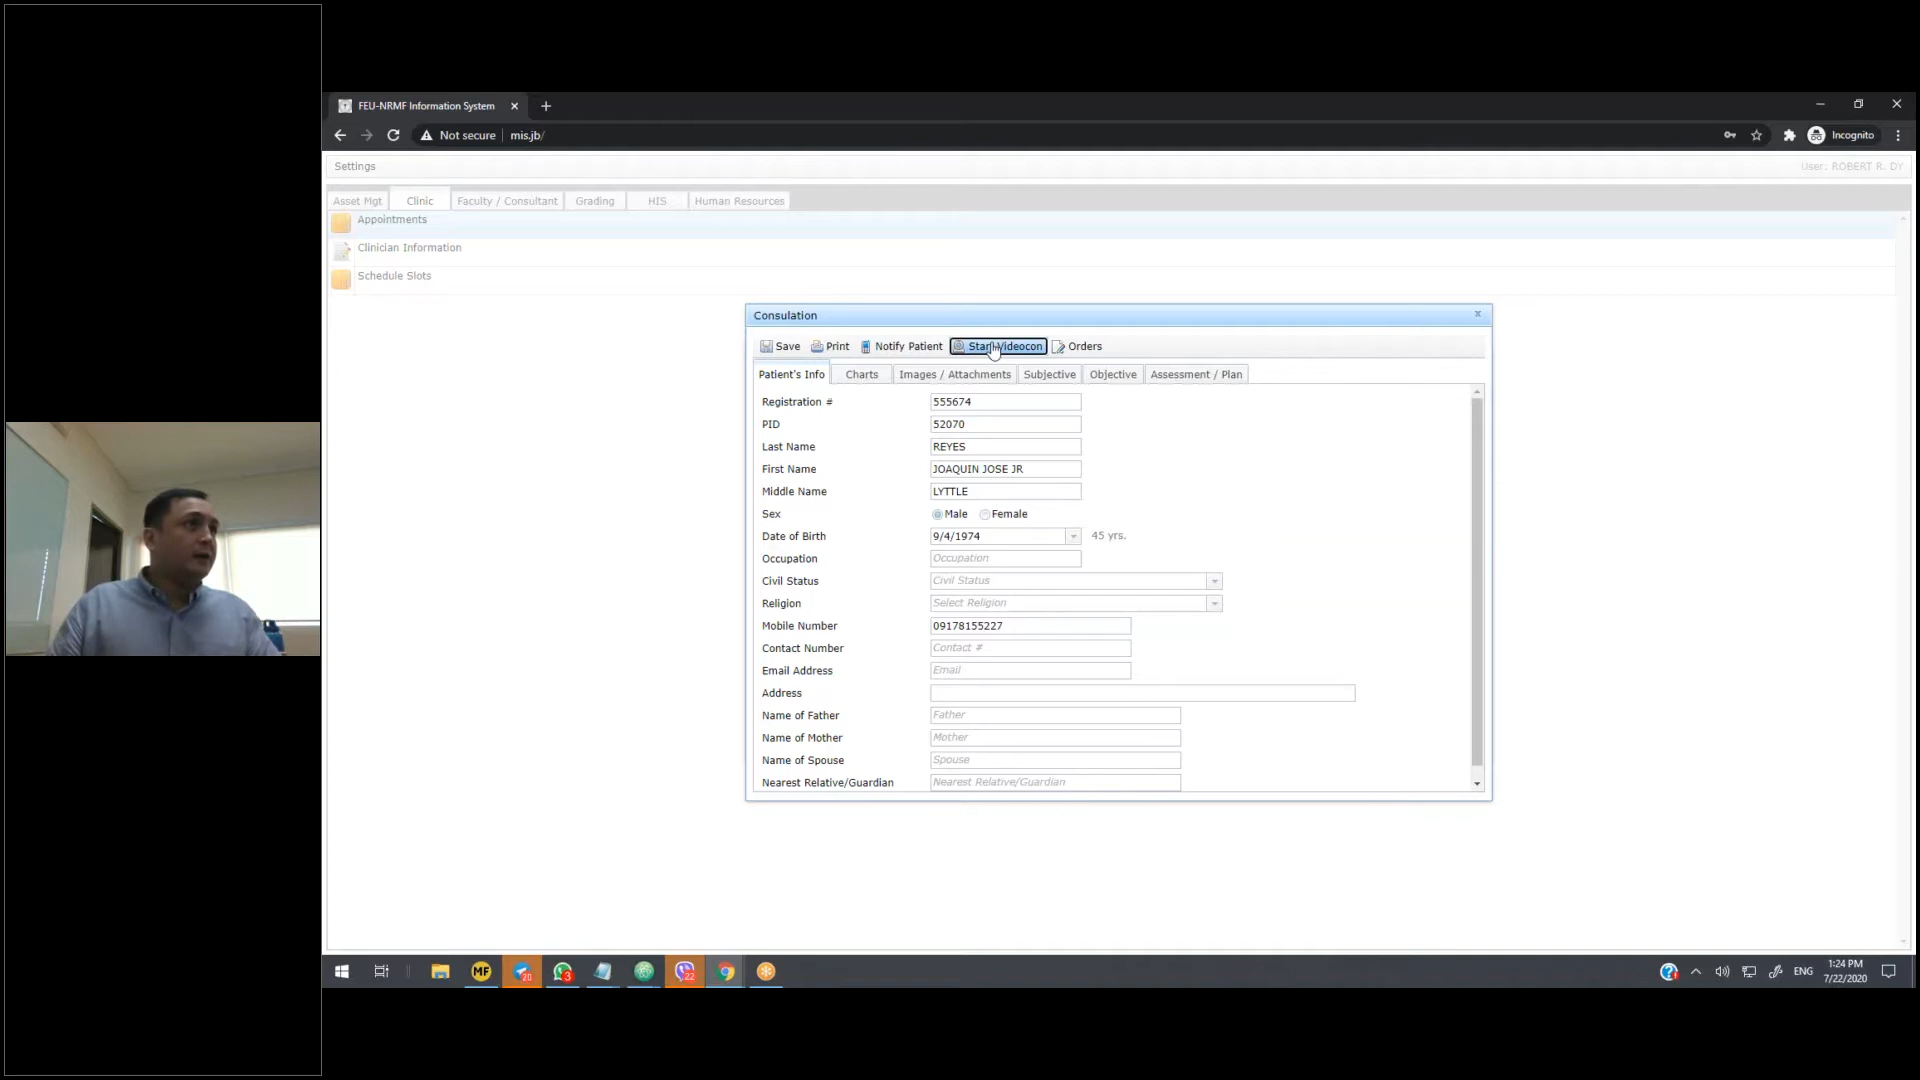 FEU-NRMF Information System
Not secure mis.jb/
Incognito
Settings
User: ROBERT R. DY
Asset Mgt Clinic Faculty / Consultant Grading HIS Human Resources
Appointments
Clinician Information
Schedule Slots
Consulation
Save Print Notify Patient Start Videocon Orders
Patient's Info Charts Images / Attachments Subjective Objective Assessment / Plan
Registration # 555674
PID 52070
Last Name REYES
First Name JOAQUIN JOSE JR
Middle Name LYTTLE
Sex Male Female
Date of Birth 9/4/1974 45 yrs.
Occupation Occupation
Civil Status Civil Status
Religion Select Religion
Mobile Number 09178155227
Contact Number Contact #
Email Address Email
Address
Name of Father Father
Name of Mother Mother
Name of Spouse Spouse
Nearest Relative/Guardian Nearest Relative/Guardian
MF 20 3 22 ENG 1:24 PM
7/22/2020